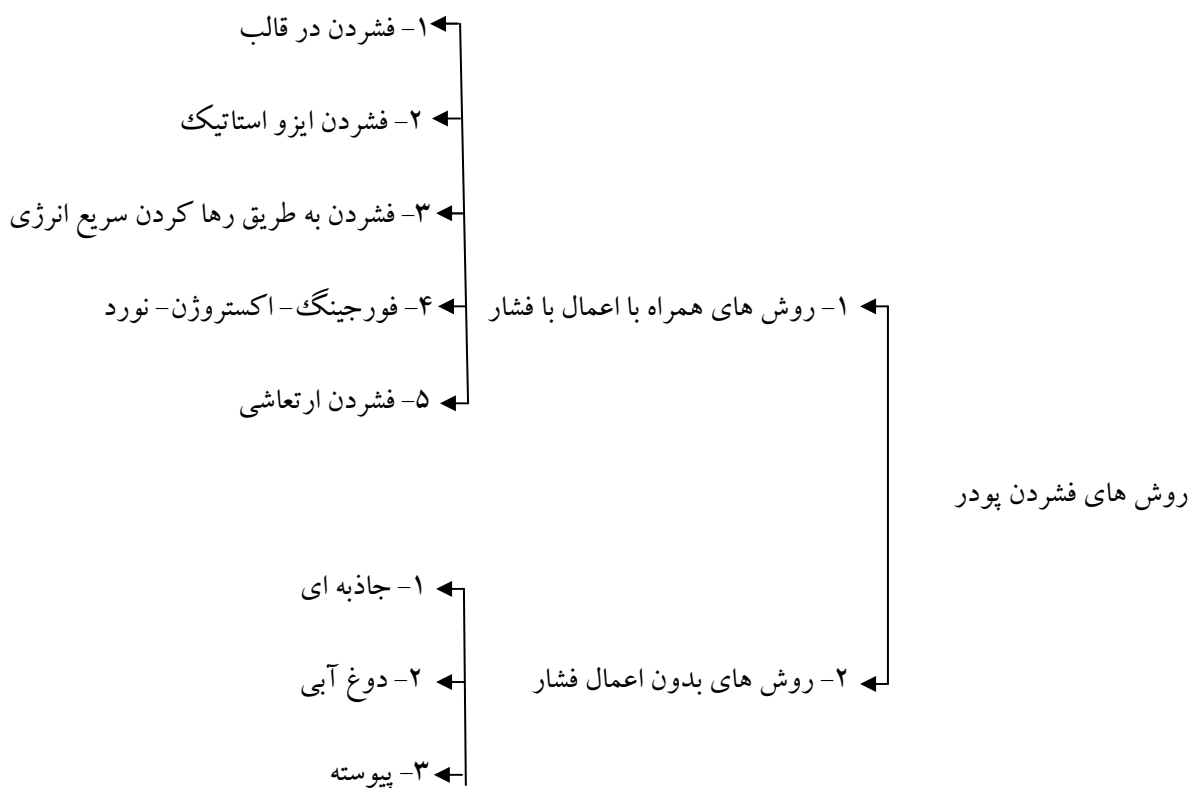 ۱- فشردن در قالب
۲- فشردن ایزو استاتیک
۳- فشردن به طریق رها کردن سریع انرژی
۱- روش های همراه با اعمال با فشار
۴- فورجینگ- اکستروژن- نورد
۵- فشردن ارتعاشی
روش های فشردن پودر
۱- جاذبه ای
۲- روش های بدون اعمال فشار
۲- دوغ آبی
۳- پیوسته